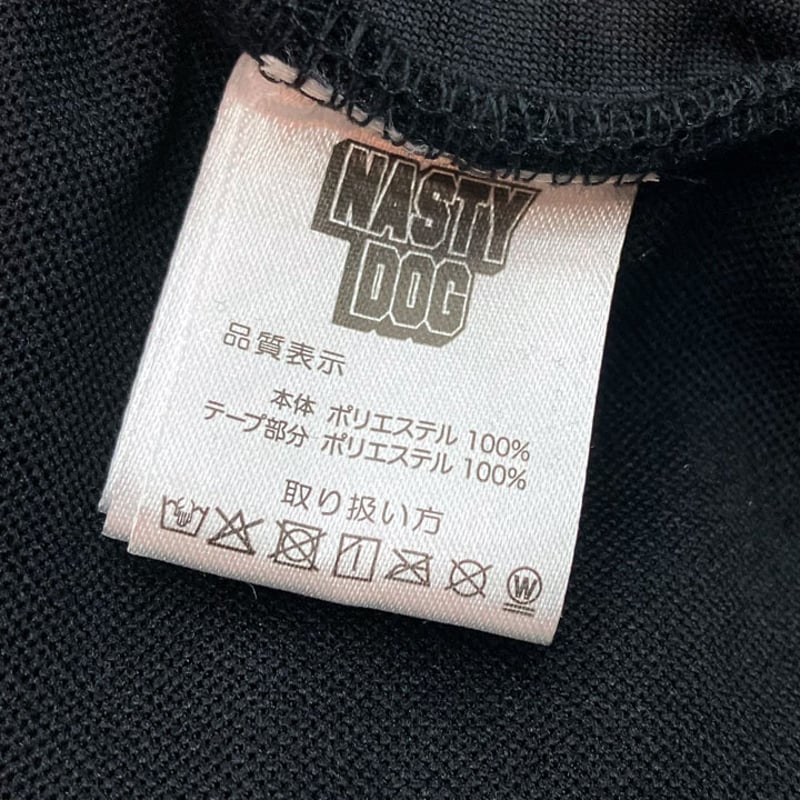 NASTY
DOG
品質表示
本体 ポリエステル 100%
テープ部分 ポリエステル 100%
取り扱い方
W